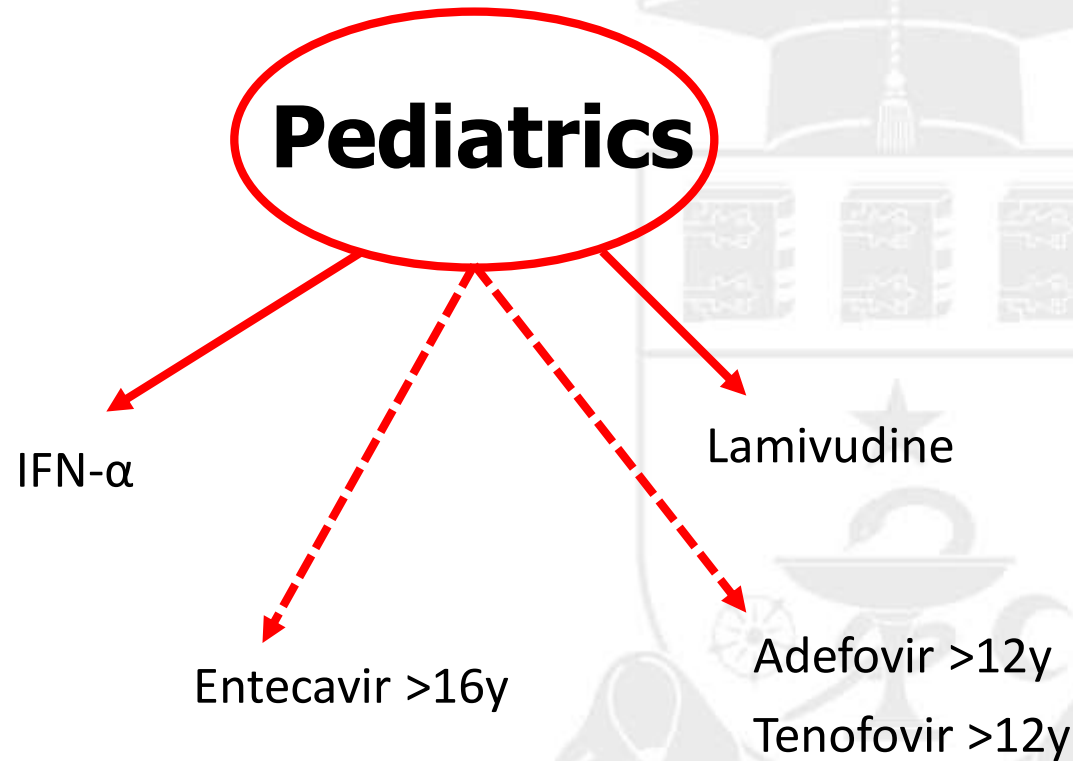 Pediatrics
IFN-α
Lamivudine
Entecavir >16y
Adefovir >12y
Tenofovir >12y